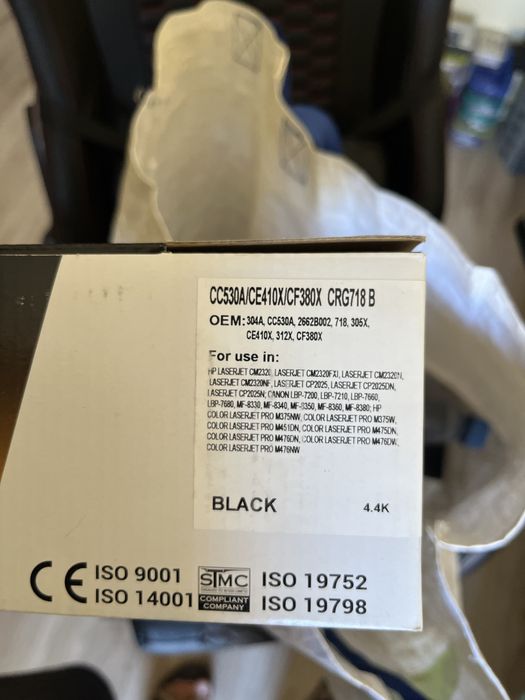 CC530A/CE410X/CF380X CRG718 B
OEM: 304A, CC530A, 2662B002, 718, 305X,
CE410X, 312X, CF380X
For use in:
HP LASERJET CM2320, LASERJET CM2320FXI, LASERJET CM2320N,
LASERJET CM2320NF, LASERJET CP2025, LASERJET CP2025DN,
LASERJET CP2025N; CANON LBP-7200, LBP-7210, LBP-7660,
LBP-7680, MF-8330, MF-8340, MF-8350, MF-8360, MF-8380; HP
COLOR LASERJET PRO M375NW, COLOR LASERJET PRO M375W,
COLOR LASERJET PRO M451DN, COLOR LASERJET PRO M475DN,
COLOR LASERJET PRO M476DN, COLOR LASERJET PRO M476DW,
COLOR LASERJET PRO M476NW
BLACK 4.4K
CE ISO 9001 STMC ISO 19752
ISO 14001 COMPLIANT COMPANY ISO 19798